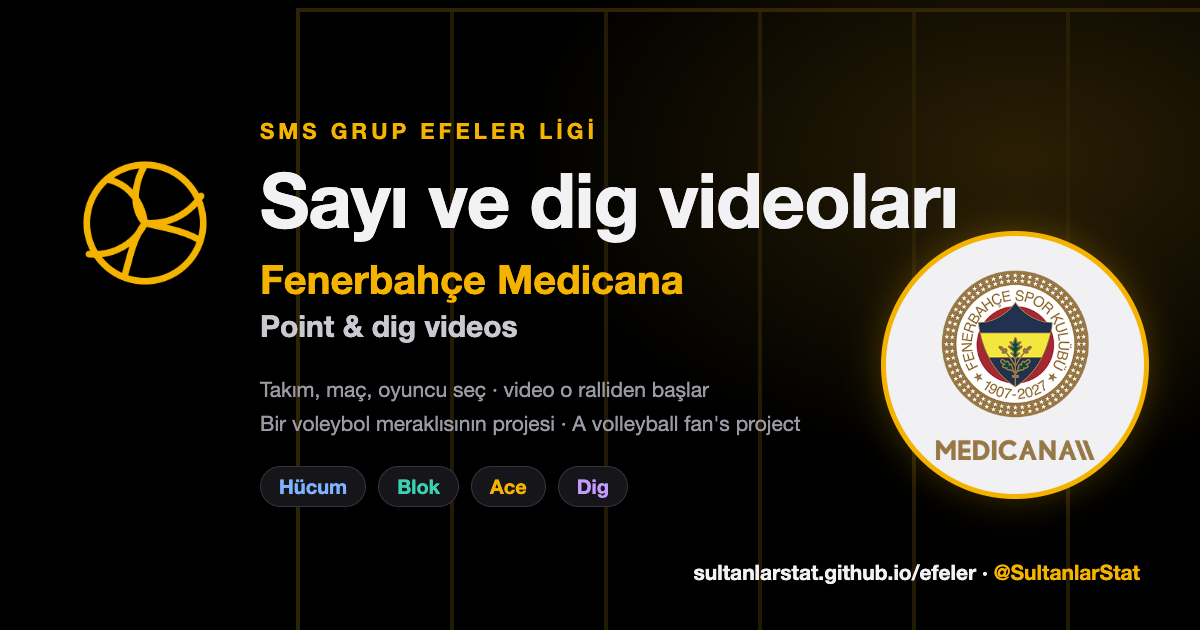 SMS GRUP EFELER LİGİ
Sayı ve dig videoları
Fenerbahçe Medicana
Point & dig videos
Takım, maç, oyuncu seç · video o ralliden başlar
Bir voleybol meraklısının projesi · A volleyball fan's project
Hücum Blok Ace Dig
FENERBAHÇE SPOR KULÜBÜ
★ 1907-2027 ★
MEDICANA
sultanlarstat.github.io/efeler · @SultanlarStat